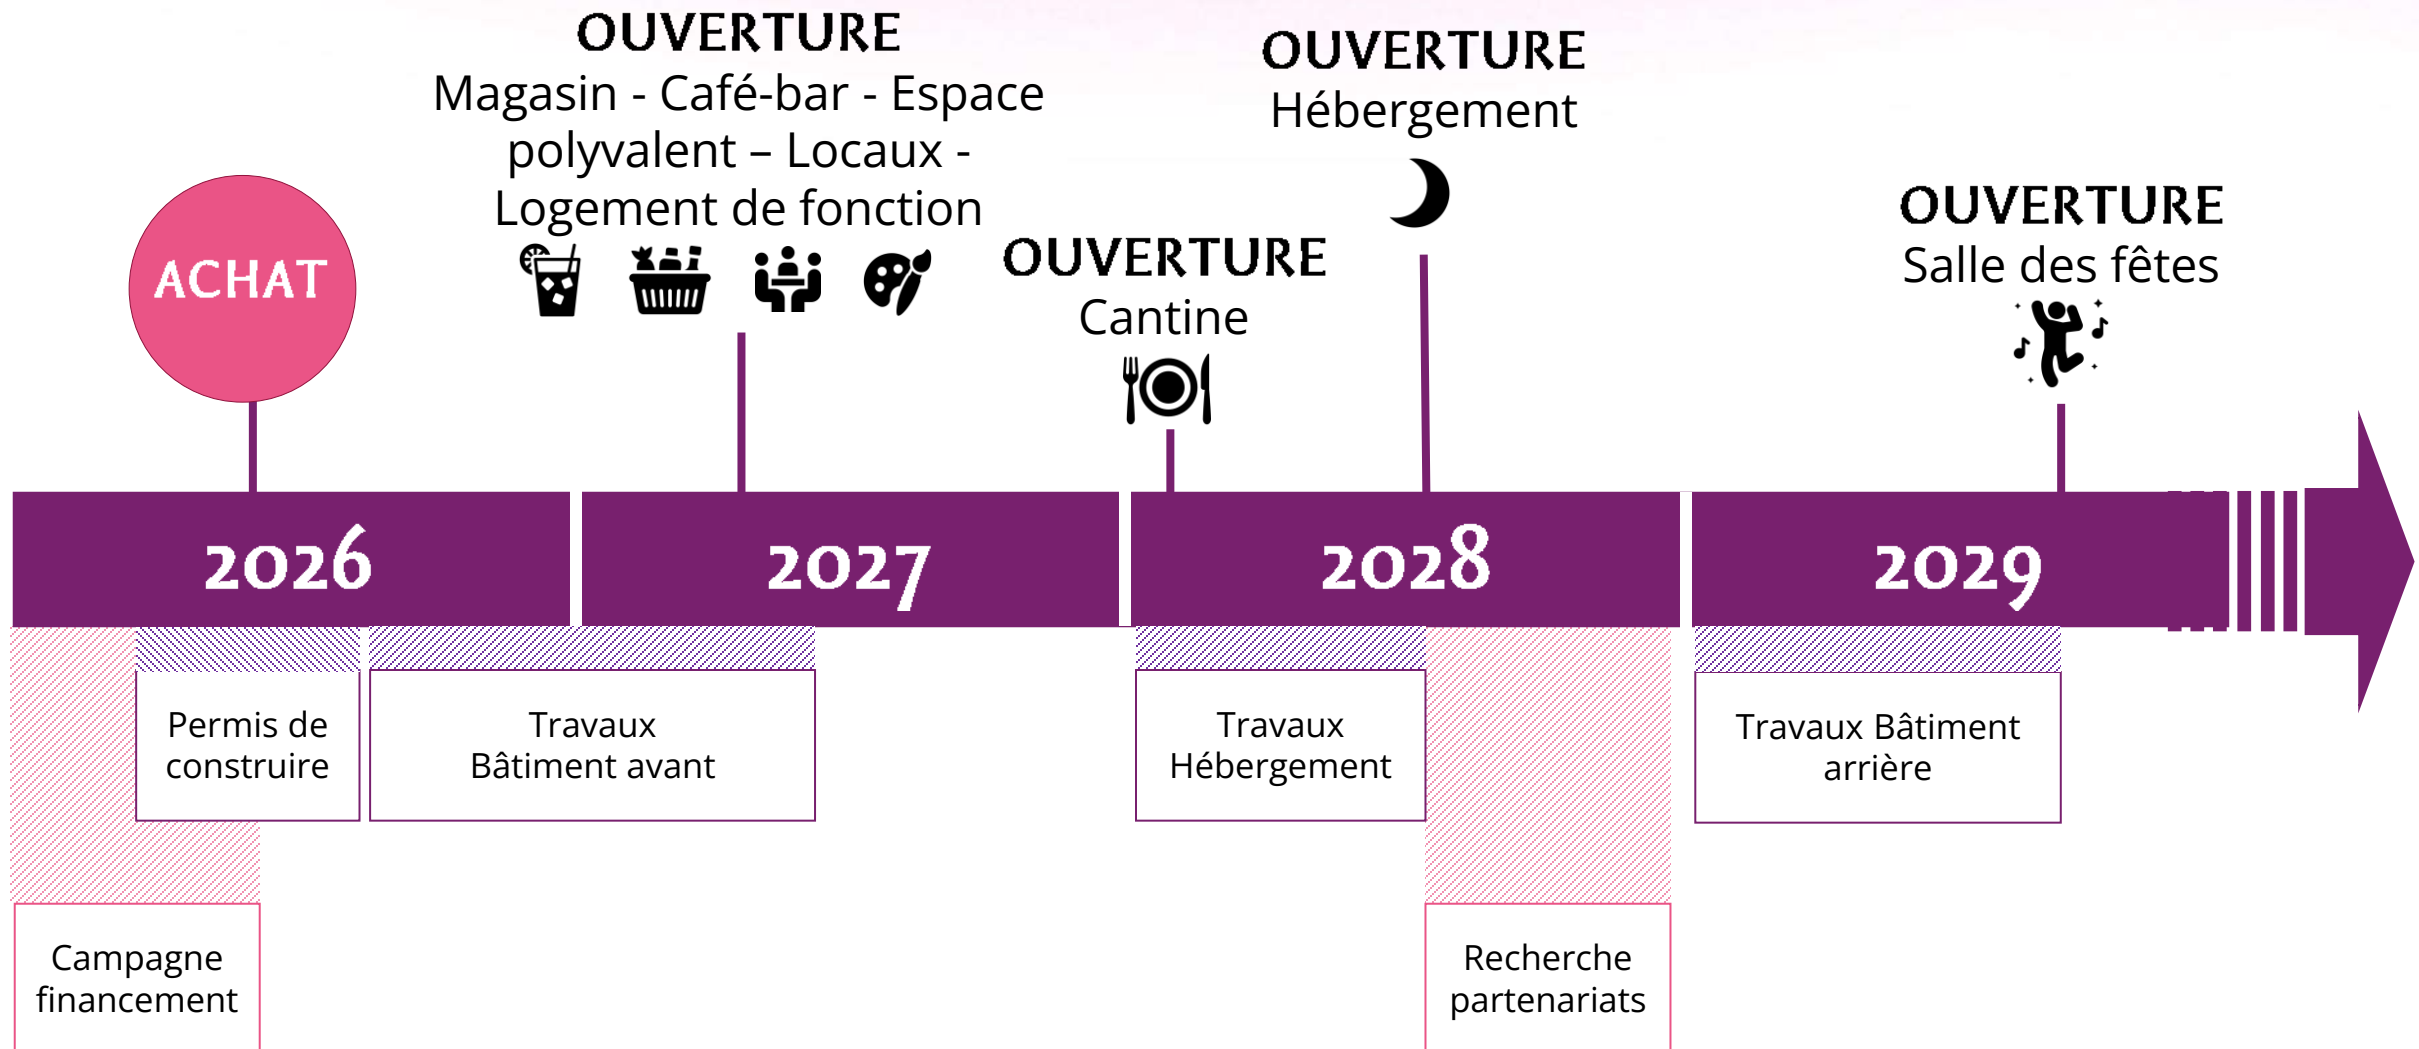 OUVERTURE
Magasin - Café-bar - Espace
polyvalent – Locaux -
Logement de fonction
OUVERTURE
Hébergement
OUVERTURE
Cantine
OUVERTURE
Salle des fêtes
ACHAT
2026
2027
2028
2029
Permis de
construire
Travaux
Bâtiment avant
Travaux
Hébergement
Travaux Bâtiment
arrière
Campagne
financement
Recherche
partenariats